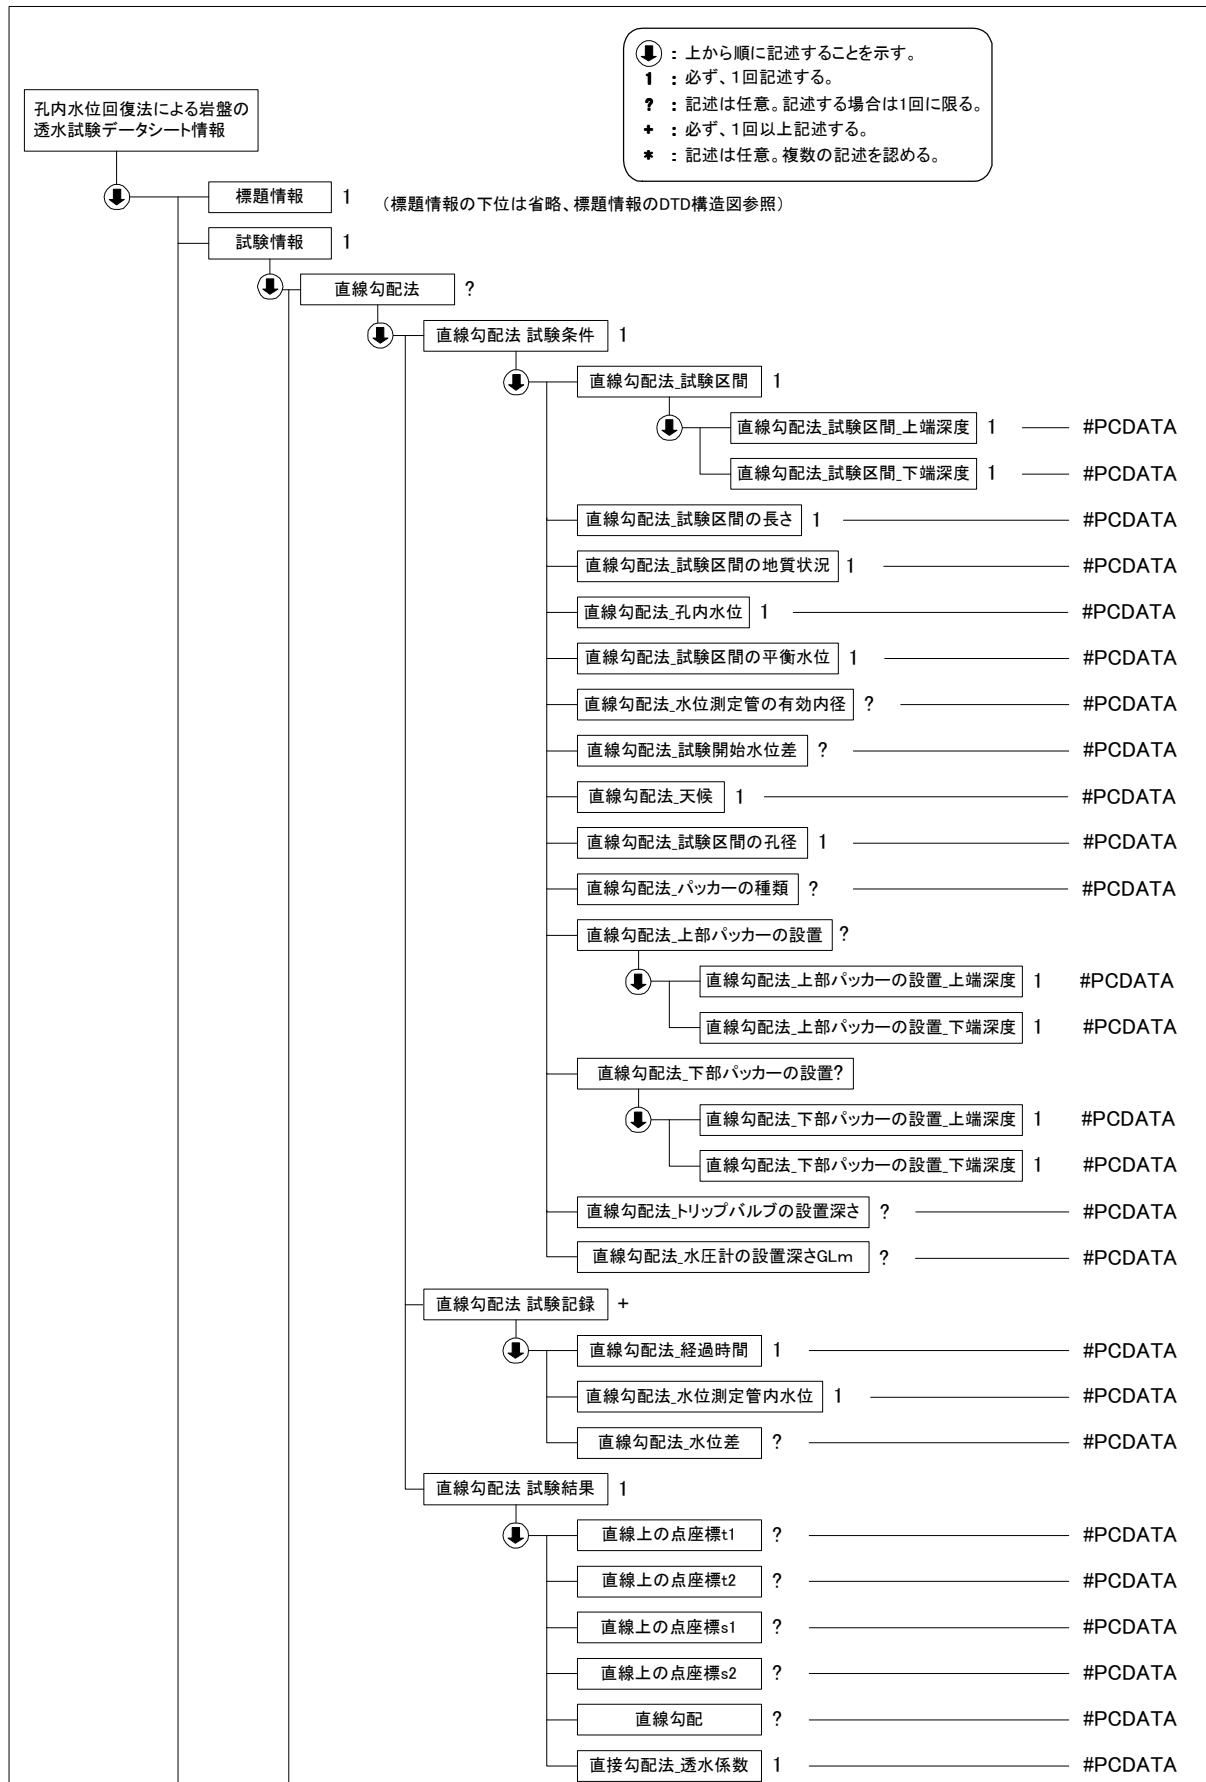 ⬇ : 上から順に記述することを示す。
1 : 必ず、1回記述する。
? : 記述は任意。記述する場合は1回に限る。
+ : 必ず、1回以上記述する。
* : 記述は任意。複数の記述を認める。
孔内水位回復法による岩盤の
透水試験データシート情報
標題情報 1 (標題情報の下位は省略、標題情報のDTD構造図参照)
試験情報 1
直線勾配法 ?
直線勾配法 試験条件 1
直線勾配法_試験区間 1
直線勾配法_試験区間_上端深度 1 #PCDATA
直線勾配法_試験区間_下端深度 1 #PCDATA
直線勾配法_試験区間の長さ 1 #PCDATA
直線勾配法_試験区間の地質状況 1 #PCDATA
直線勾配法_孔内水位 1 #PCDATA
直線勾配法_試験区間の平衡水位 1 #PCDATA
直線勾配法_水位測定管の有効内径 ? #PCDATA
直線勾配法_試験開始水位差 ? #PCDATA
直線勾配法_天候 1 #PCDATA
直線勾配法_試験区間の孔径 1 #PCDATA
直線勾配法_パッカーの種類 ? #PCDATA
直線勾配法_上部パッカーの設置 ?
直線勾配法_上部パッカーの設置_上端深度 1 #PCDATA
直線勾配法_上部パッカーの設置_下端深度 1 #PCDATA
直線勾配法_下部パッカーの設置?
直線勾配法_下部パッカーの設置_上端深度 1 #PCDATA
直線勾配法_下部パッカーの設置_下端深度 1 #PCDATA
直線勾配法_トリップバルブの設置深さ ? #PCDATA
直線勾配法_水圧計の設置深さGLm ? #PCDATA
直線勾配法 試験記録 +
直線勾配法_経過時間 1 #PCDATA
直線勾配法_水位測定管内水位 1 #PCDATA
直線勾配法_水位差 ? #PCDATA
直線勾配法 試験結果 1
直線上の点座標t1 ? #PCDATA
直線上の点座標t2 ? #PCDATA
直線上の点座標s1 ? #PCDATA
直線上の点座標s2 ? #PCDATA
直線勾配 ? #PCDATA
直接勾配法_透水係数 1 #PCDATA